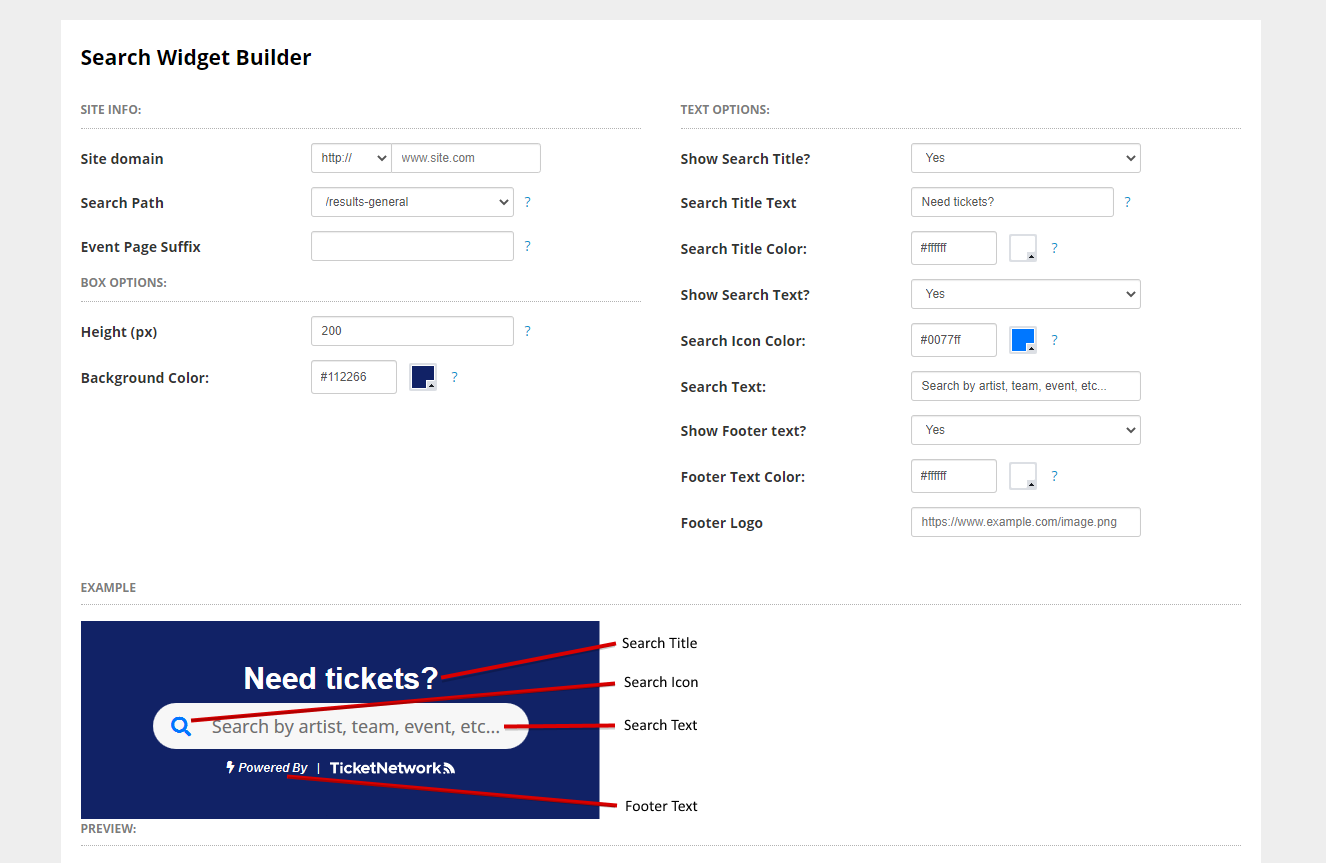 Search Widget Builder
SITE INFO:
Site domain http:// www.site.com
Search Path /results-general ?
Event Page Suffix ?
BOX OPTIONS:
Height (px) 200 ?
Background Color: #112266 ?
TEXT OPTIONS:
Show Search Title? Yes
Search Title Text Need tickets? ?
Search Title Color: #ffffff ?
Show Search Text? Yes
Search Icon Color: #0077ff ?
Search Text: Search by artist, team, event, etc...
Show Footer text? Yes
Footer Text Color: #ffffff ?
Footer Logo https://www.example.com/image.png
EXAMPLE
Search Title
Need tickets?
Search Icon
Search by artist, team, event, etc... Search Text
Powered By | TicketNetwork
Footer Text
PREVIEW: